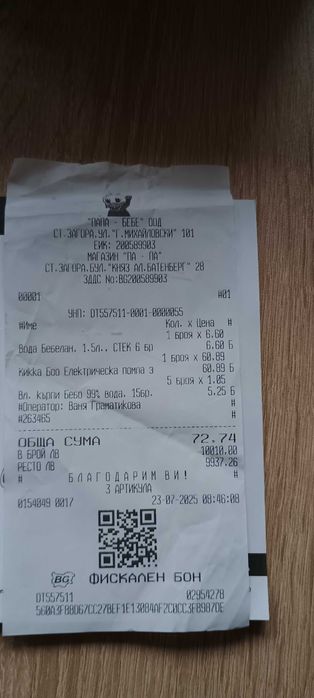 "ПАПА - БЕБЕ" ООД
СТ.ЗАГОРА.УЛ."Г.МИХАЙЛОВСКИ" 101
ЕИК: 200589903
МАГАЗИН "ПА - ПА"
СТ.ЗАГОРА.БУЛ."КНЯЗ АЛ.БАТЕНБЕРГ" 28
ЗДДС No:BG200589903
00001 #01
УНП: DT557511-0001-0000055
#Име Кол. x Цена #
1 броя x 6.60
Вода Бебелан. 1.5л.. СТЕК 6 бр 6.60 Б
1 броя x 60.89
Кикка Боо Електрическа помпа з 60.89 Б
5 броя x 1.05
Вл. кърпи Бебо 99% вода. 15бр. 5.25 Б
#Оператор: Ваня Граматикова #
#263465 #
ОБЩА СУМА 72.74
В БРОЙ ЛВ 10010.00
РЕСТО ЛВ 9937.26
# БЛАГОДАРИМ ВИ! #
3 АРТИКУЛА
0154049 0017 23-07-2025 08:46:08
BG ФИСКАЛЕН БОН
DT557511 02954278